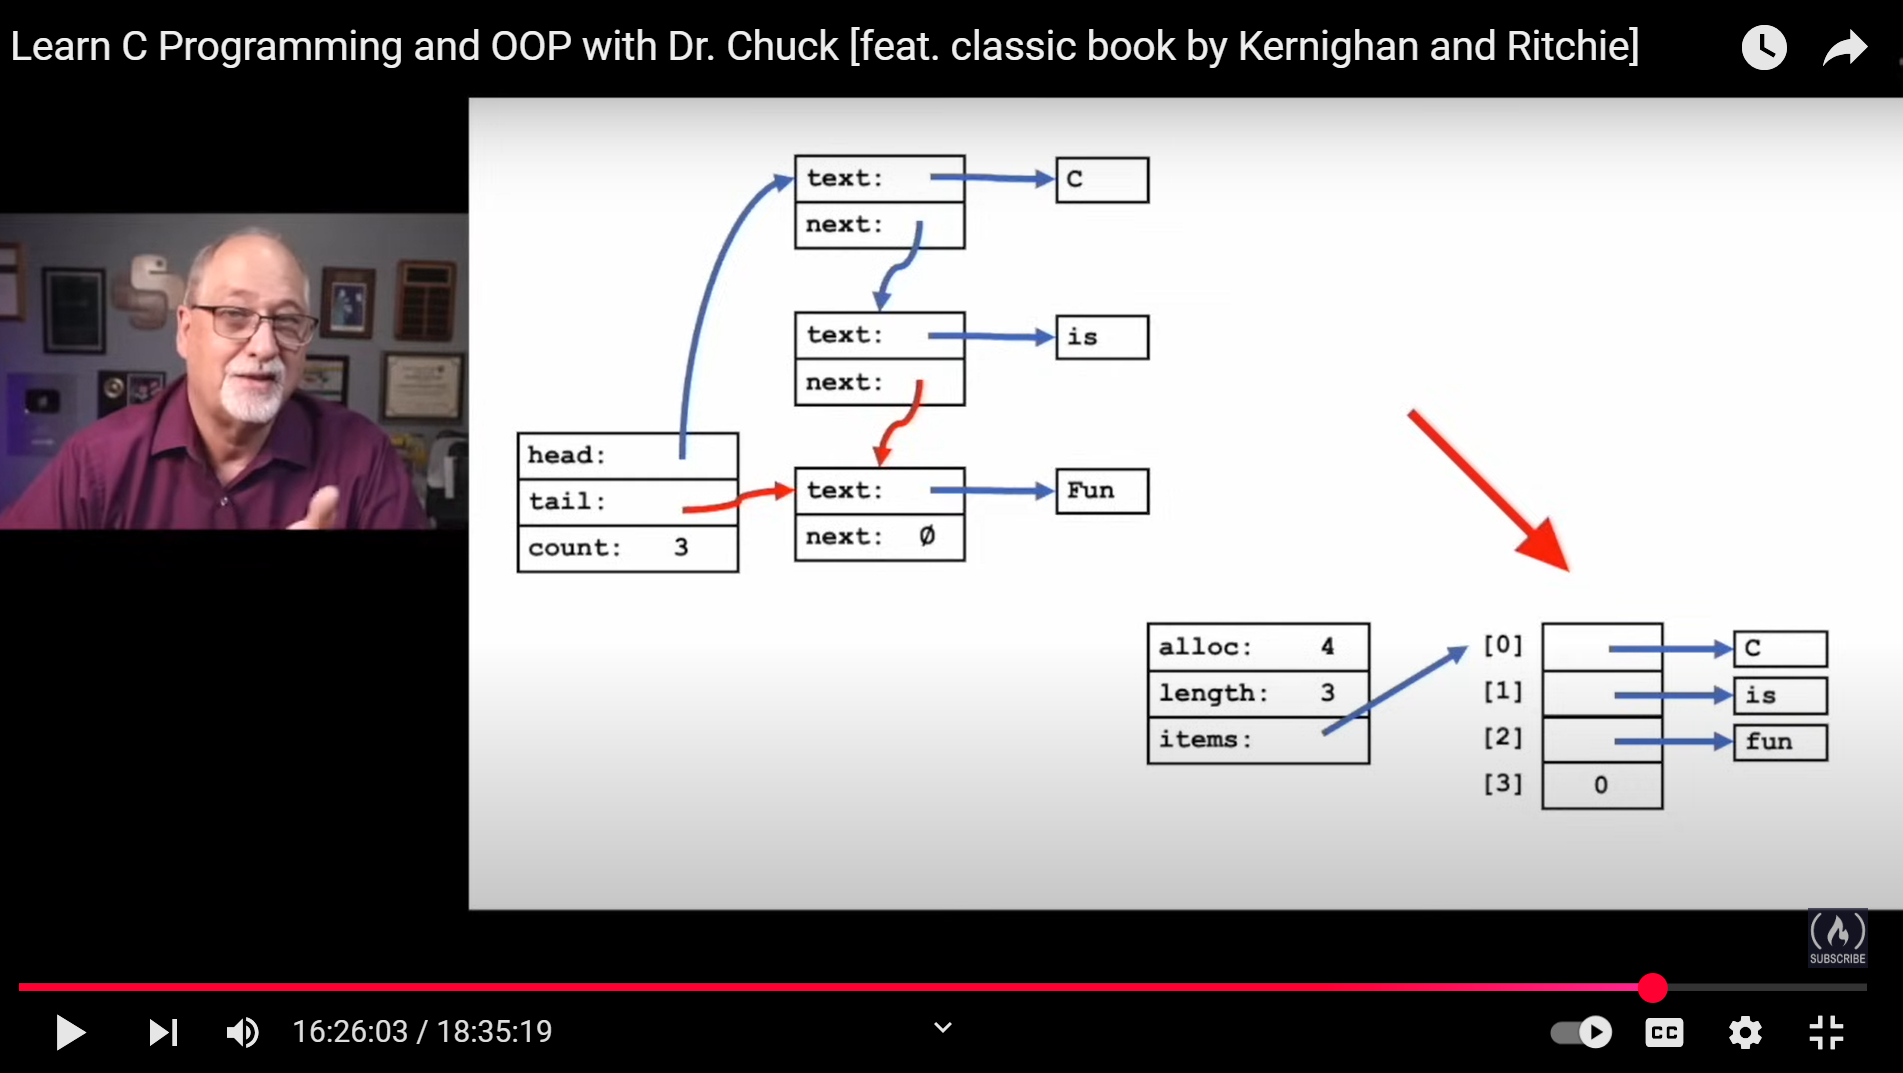 Learn C Programming and OOP with Dr. Chuck [feat. classic book by Kernighan and Ritchie]
text:
C
next:
text:
is
next:
head:
tail:
count: 3
text:
Fun
next: Ø
alloc: 4
length: 3
items:
[0]
C
[1]
is
[2]
fun
[3]
0
SUBSCRIBE
16:26:03 / 18:35:19
CC